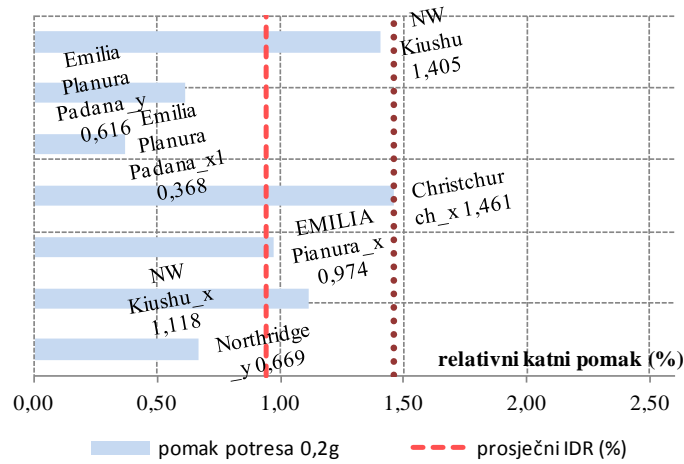 NW
Kiushu
1,405
Emilia
Planura
Padana_y
0,616
Emilia
Planura
Padana_x1
0,368
Christchur
ch_x 1,461
EMILIA
Pianura_x
0,974
NW
Kiushu_x
1,118
Northridge
_y 0,669
relativni katni pomak (%)
0,00 0,50 1,00 1,50 2,00 2,50
pomak potresa 0,2g prosječni IDR (%)